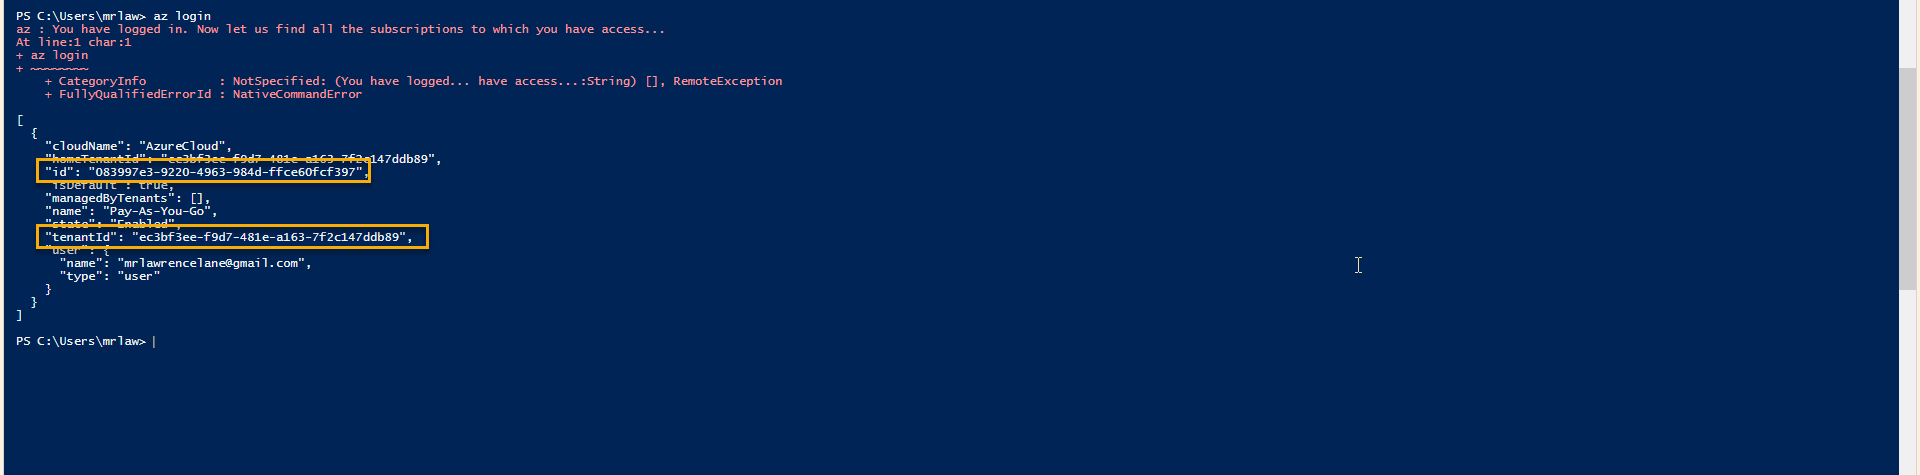 PS C:\Users\mrlaw> az login
az : You have logged in. Now let us find all the subscriptions to which you have access...
At line:1 char:1
+ az login
+ ~~~~~~~~
    + CategoryInfo          : NotSpecified: (You have logged... have access...:String) [], RemoteException
    + FullyQualifiedErrorId : NativeCommandError
[
  {
    "cloudName": "AzureCloud",
    "homeTenantId": "ec3bf3ee-f9d7-481e-a163-7f2c147ddb89",
    "id": "083997e3-9220-4963-984d-ffce60fcf397",
    "isDefault": true,
    "managedByTenants": [],
    "name": "Pay-As-You-Go",
    "state": "Enabled",
    "tenantId": "ec3bf3ee-f9d7-481e-a163-7f2c147ddb89",
    "user": {
      "name": "mrlawrencelane@gmail.com",
      "type": "user"
    }
  }
]
PS C:\Users\mrlaw>